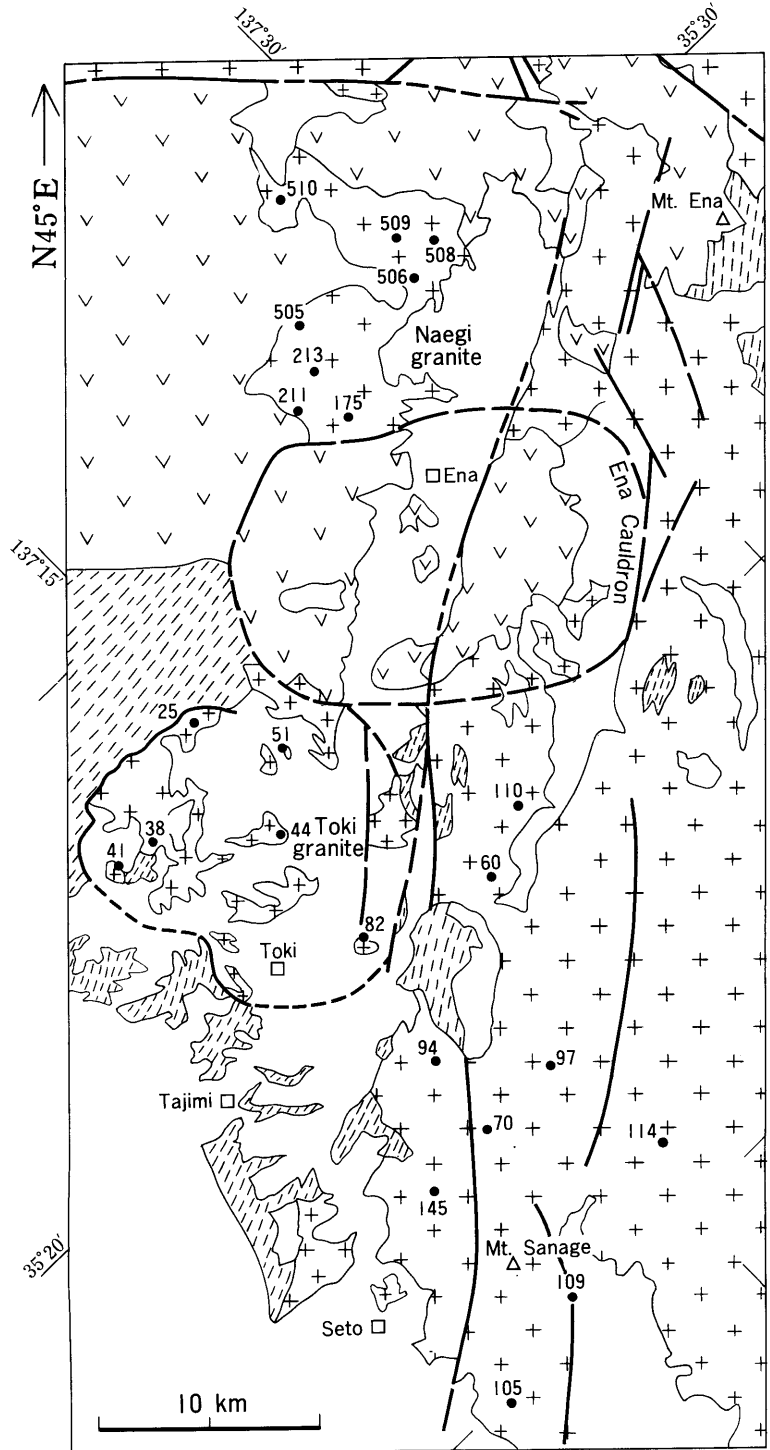 137°30′
35°30′
N45°E
Mt. Ena
510
509
508
506
505
Naegi
granite
213
211
175
Ena
Ena Cauldron
137°15′
25
51
110
44
Toki
granite
38
41
60
82
Toki
94
97
Tajimi
70
114
145
Mt. Sanage
35°20′
109
Seto
105
10 km